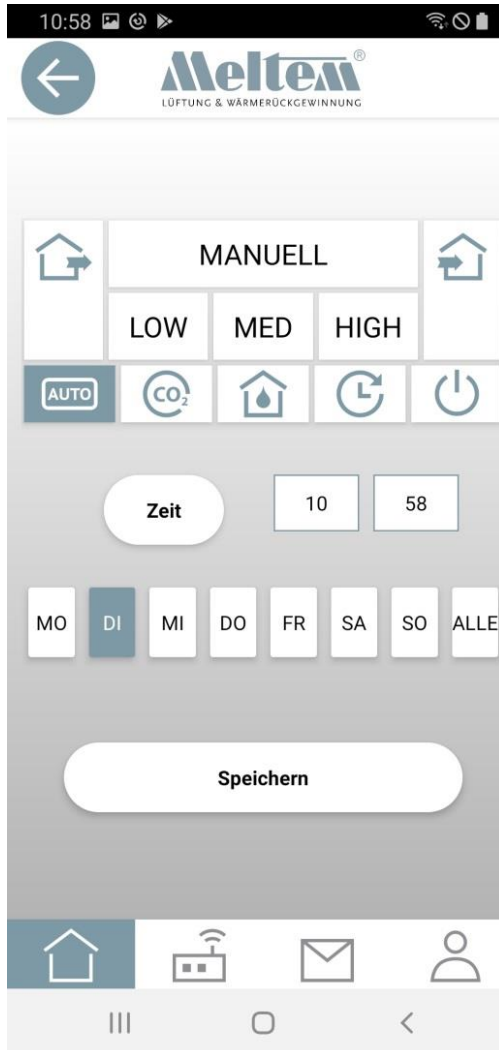 10:58
Meltem®
LÜFTUNG & WÄRMERÜCKGEWINNUNG
MANUELL
LOW MED HIGH
AUTO CO₂
Zeit 10 58
MO DI MI DO FR SA SO ALLE
Speichern